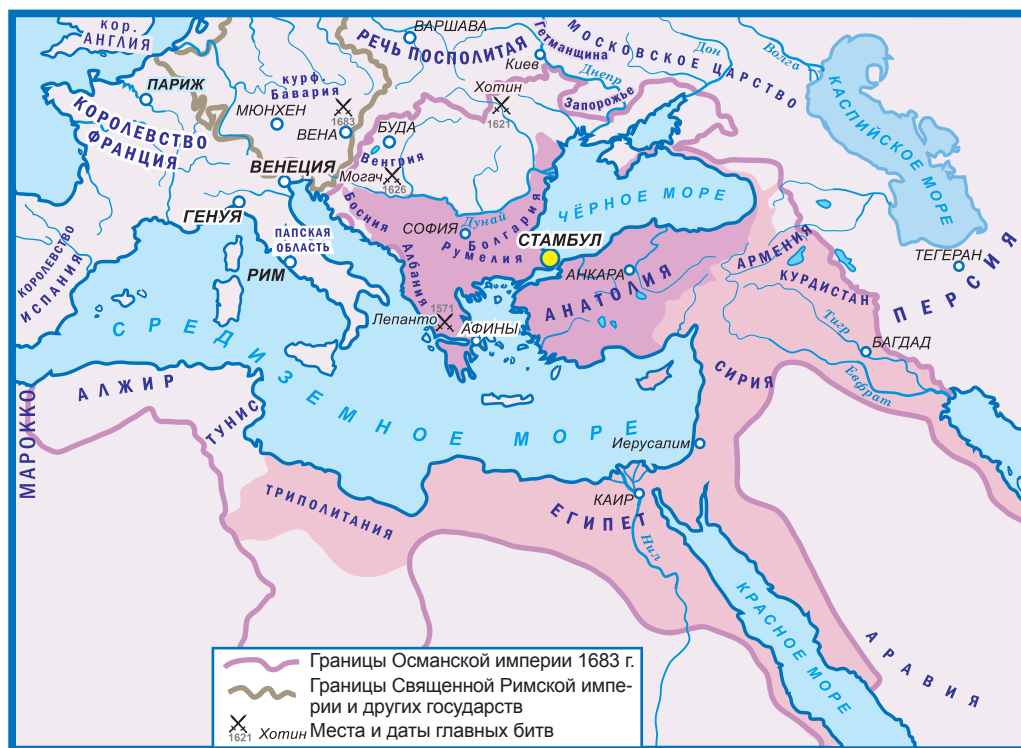 кор.
АНГЛИЯ
ВАРШАВА
РЕЧЬ ПОСПОЛИТАЯ
Гетманщина
МОСКОВСКОЕ ЦАРСТВО
Дон
Волга
Киев
Днепр
Запорожье
Хотин
1621
ПАРИЖ
курф.
Бавария
МЮНХЕН
1683
ВЕНА
БУДА
Венгрия
Могач
1626
КОРОЛЕВСТВО
ФРАНЦИЯ
ВЕНЕЦИЯ
ГЕНУЯ
ПАПСКАЯ
ОБЛАСТЬ
РИМ
КОРОЛЕВСТВО
ИСПАНИЯ
Босния
СОФИЯ
Дунай
Болгария
Румелия
Албания
СТАМБУЛ
ЧЁРНОЕ МОРЕ
КАСПИЙСКОЕ МОРЕ
АНКАРА
АНАТОЛИЯ
АРМЕНИЯ
КУРДИСТАН
ТЕГЕРАН
ПЕРСИЯ
Тигр
БАГДАД
Евфрат
1571
Лепанто
АФИНЫ
СРЕДИЗЕМНОЕ МОРЕ
СИРИЯ
МАРОККО
АЛЖИР
ТУНИС
Иерусалим
ТРИПОЛИТАНИЯ
КАИР
ЕГИПЕТ
Нил
КРАСНОЕ МОРЕ
АРАВИЯ
Границы Османской империи 1683 г.
Границы Священной Римской импе-
рии и других государств
1621 Хотин Места и даты главных битв